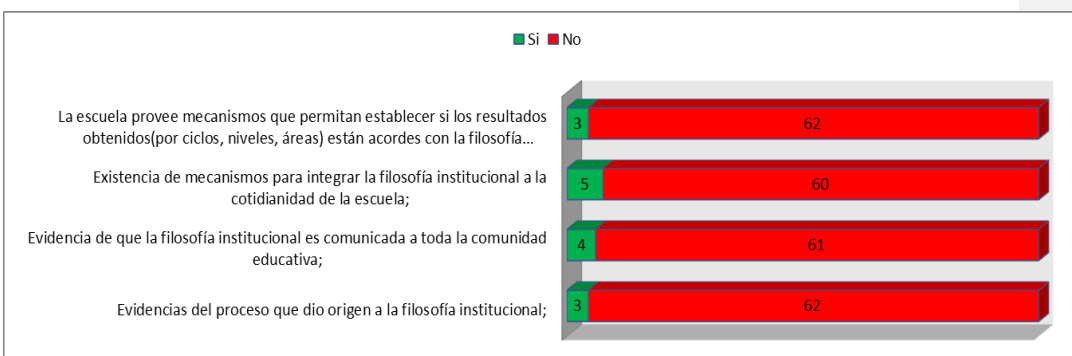 Si No
La escuela provee mecanismos que permitan establecer si los resultados
obtenidos(por ciclos, niveles, áreas) están acordes con la filosofía...
3 62
Existencia de mecanismos para integrar la filosofía institucional a la
cotidianidad de la escuela;
5 60
Evidencia de que la filosofía institucional es comunicada a toda la comunidad
educativa;
4 61
Evidencias del proceso que dio origen a la filosofía institucional;
3 62